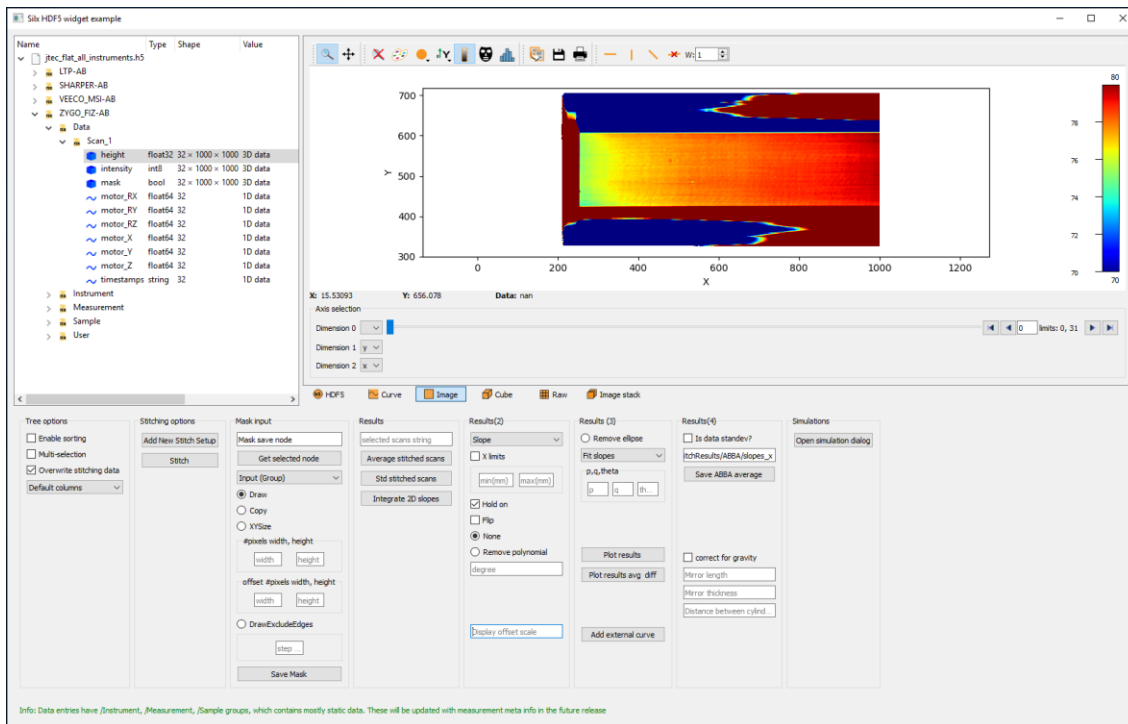 Silx HDF5 widget example
Name Type Shape Value
jtec_flat_all_instruments.h5
LTP-AB
SHARPER-AB
VEECO_MSI-AB
ZYGO_FIZ-AB
Data
Scan_1
height float32 32 × 1000 × 1000 3D data
intensity int8 32 × 1000 × 1000 3D data
mask bool 32 × 1000 × 1000 3D data
motor_RX float64 32 1D data
motor_RY float64 32 1D data
motor_RZ float64 32 1D data
motor_X float64 32 1D data
motor_Y float64 32 1D data
motor_Z float64 32 1D data
timestamps string 32 1D data
Instrument
Measurement
Sample
User
W: 1
700
600
500
400
300
Y
0 200 400 600 800 1000 1200
X
80
78
76
74
72
70
70
X: 15.53093 Y: 656.078 Data: nan
Axis selection
Dimension 0 0 limits: 0, 31
Dimension 1 y
Dimension 2 x
HDF5 Curve Image Cube Raw Image stack
Tree options
Enable sorting
Multi-selection
Overwrite stitching data
Default columns
Stitching options
Add New Stitch Setup
Stitch
Mask input
Mask save node
Get selected node
Input (Group)
Draw
Copy
XYSize
#pixels width, height
width height
offset #pixels width, height
width height
DrawExcludeEdges
step ...
Save Mask
Results
selected scans string
Average stitched scans
Std stitched scans
Integrate 2D slopes
Results(2)
Slope
X limits
min(mm) max(mm)
Hold on
Flip
None
Remove polynomial
degree
Display offset scale
Results (3)
Remove ellipse
Fit slopes
p,q,theta
p q th...
Plot results
Plot results avg diff
Add external curve
Results(4)
Is data standev?
itchResults/ABBA/slopes_x
Save ABBA average
correct for gravity
Mirror length
Mirror thickness
Distance between cylind...
Simulations
Open simulation dialog
Info: Data entries have /Instrument, /Measurement, /Sample groups, which contains mostly static data. These will be updated with measurement meta info in the future release